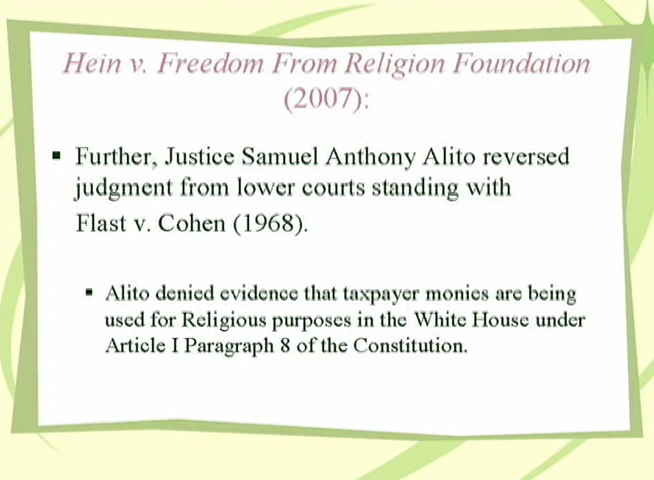 Hein v. Freedom From Religion Foundation
(2007):
▪ Further, Justice Samuel Anthony Alito reversed
judgment from lower courts standing with
Flast v. Cohen (1968).
▪ Alito denied evidence that taxpayer monies are being
used for Religious purposes in the White House under
Article I Paragraph 8 of the Constitution.